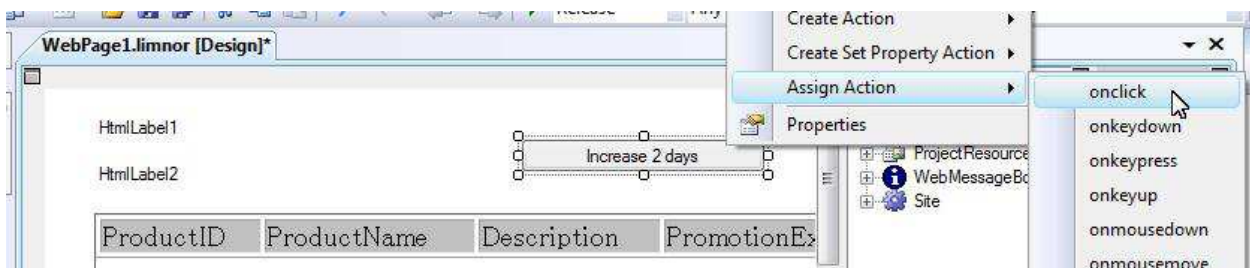 Release
Create Action
WebPage1.limnor [Design]*
Create Set Property Action
Assign Action
onclick
Properties
HtmlLabel1
onkeydown
Increase 2 days
ProjectResource
onkeypress
HtmlLabel2
WebMessageBo
Site
onkeyup
ProductID ProductName Description PromotionEx
onmousedown
onmousemove